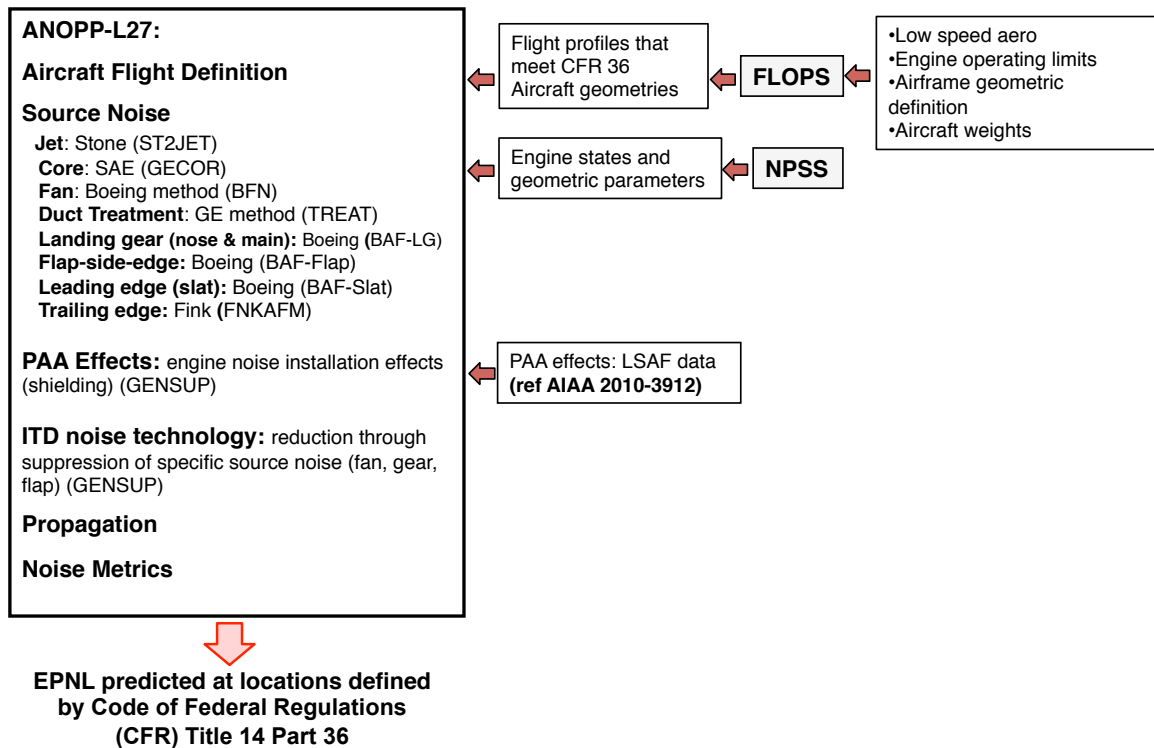 ANOPP-L27:
Aircraft Flight Definition
Source Noise
Jet: Stone (ST2JET)
Core: SAE (GECOR)
Fan: Boeing method (BFN)
Duct Treatment: GE method (TREAT)
Landing gear (nose & main): Boeing (BAF-LG)
Flap-side-edge: Boeing (BAF-Flap)
Leading edge (slat): Boeing (BAF-Slat)
Trailing edge: Fink (FNKAFM)
PAA Effects: engine noise installation effects
(shielding) (GENSUP)
ITD noise technology: reduction through
suppression of specific source noise (fan, gear,
flap) (GENSUP)
Propagation
Noise Metrics
Flight profiles that
meet CFR 36
Aircraft geometries
FLOPS
•Low speed aero
•Engine operating limits
•Airframe geometric
definition
•Aircraft weights
Engine states and
geometric parameters
NPSS
PAA effects: LSAF data
(ref AIAA 2010-3912)
EPNL predicted at locations defined
by Code of Federal Regulations
(CFR) Title 14 Part 36